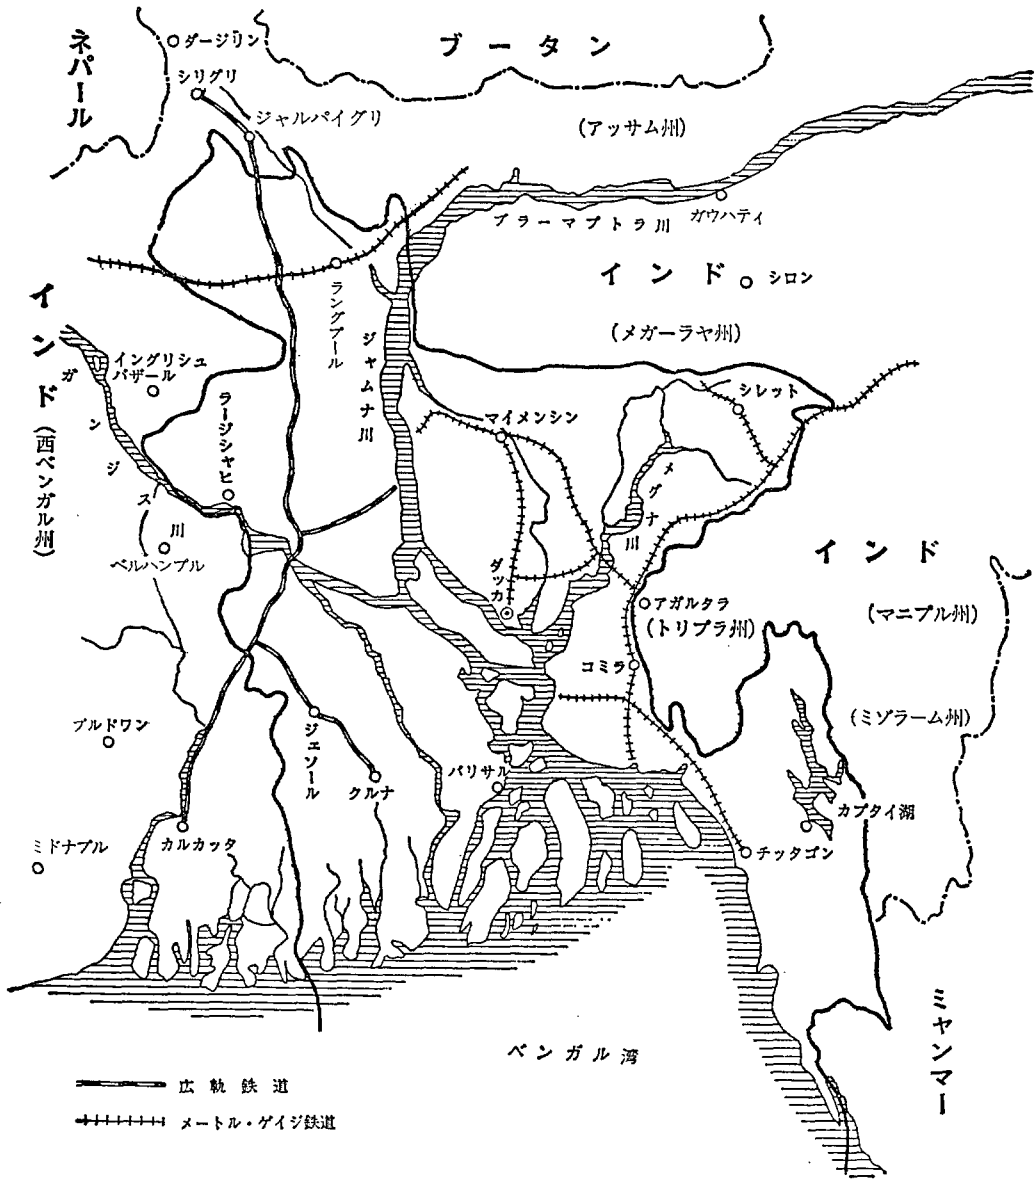 ネパール
ダージリン
ブータン
シリグリ
ジャルパイグリ
(アッサム州)
ブラーマプトラ川
ガウハティ
インド
シロン
(メガーラヤ州)
ラングプール
ジャムナ川
インド(西ベンガル州)
ガンジス川
イングリシュ
バザール
ラージシャヒ
マイメンシン
シレット
メグナ川
ベルハンプル
ダッカ
インド
アガルタラ
(トリプラ州)
(マニプル州)
コミラ
(ミゾラーム州)
ブルドワン
ジェソール
クルナ
バリサル
カプタイ湖
ミドナプル
カルカッタ
チッタゴン
ミャンマー
ベンガル湾
広軌鉄道
メートル・ゲイジ鉄道